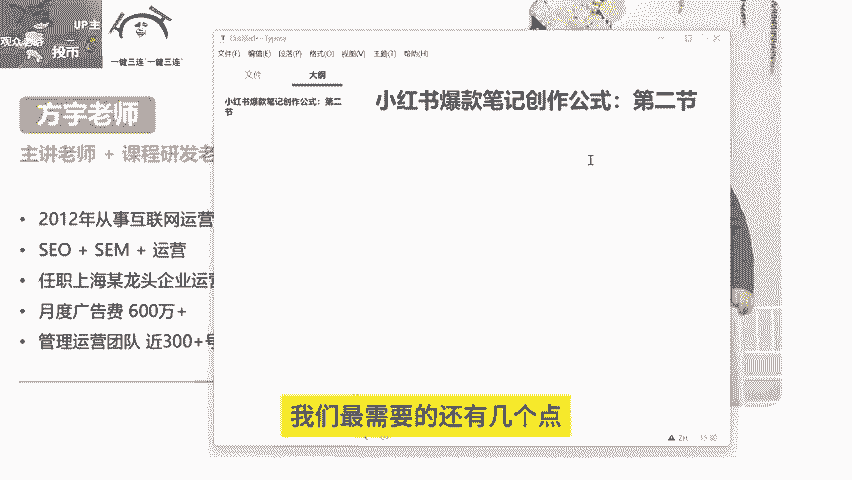 UP主
投币
一键三连 一键三连
方宇老师
主讲老师 + 课程研发老
2012年从事互联网运营
SEO + SEM + 运营
任职上海某龙头企业运营
月度广告费 600万+
管理运营团队 近300+号
Untitled - Typora
文件(F) 编辑(E) 段落(P) 格式(O) 视图(V) 主题(T) 帮助(H)
文件 大纲
小红书爆款笔记创作公式：第二
节
小红书爆款笔记创作公式：第二节
我们最需要的还有几个点